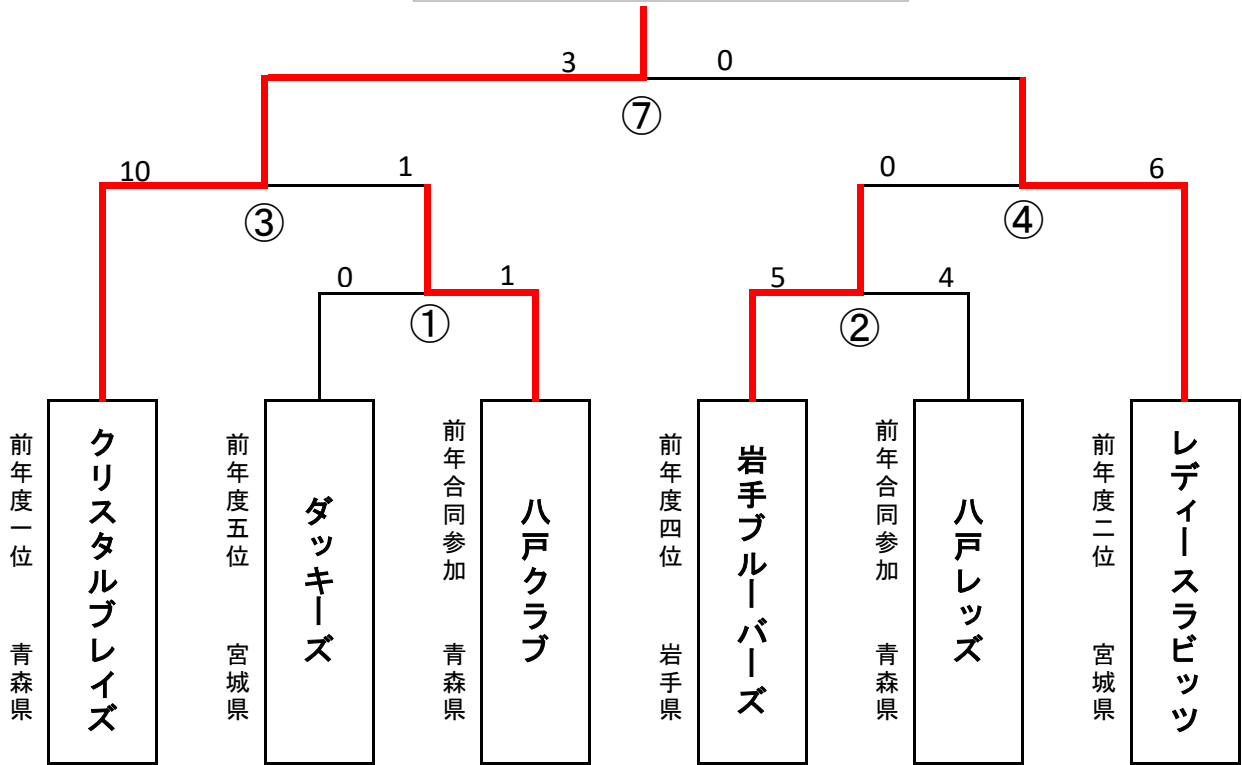 3
0
⑦
10
1
0
6
③
④
0
1
5
4
①
②
前年度一位 青森県
クリスタルブレイズ
前年度五位 宮城県
ダッキーズ
前年合同参加 青森県
八戸クラブ
前年度四位 岩手県
岩手ブルーバーズ
前年合同参加 青森県
八戸レッズ
前年度二位 宮城県
レディースラビッツ